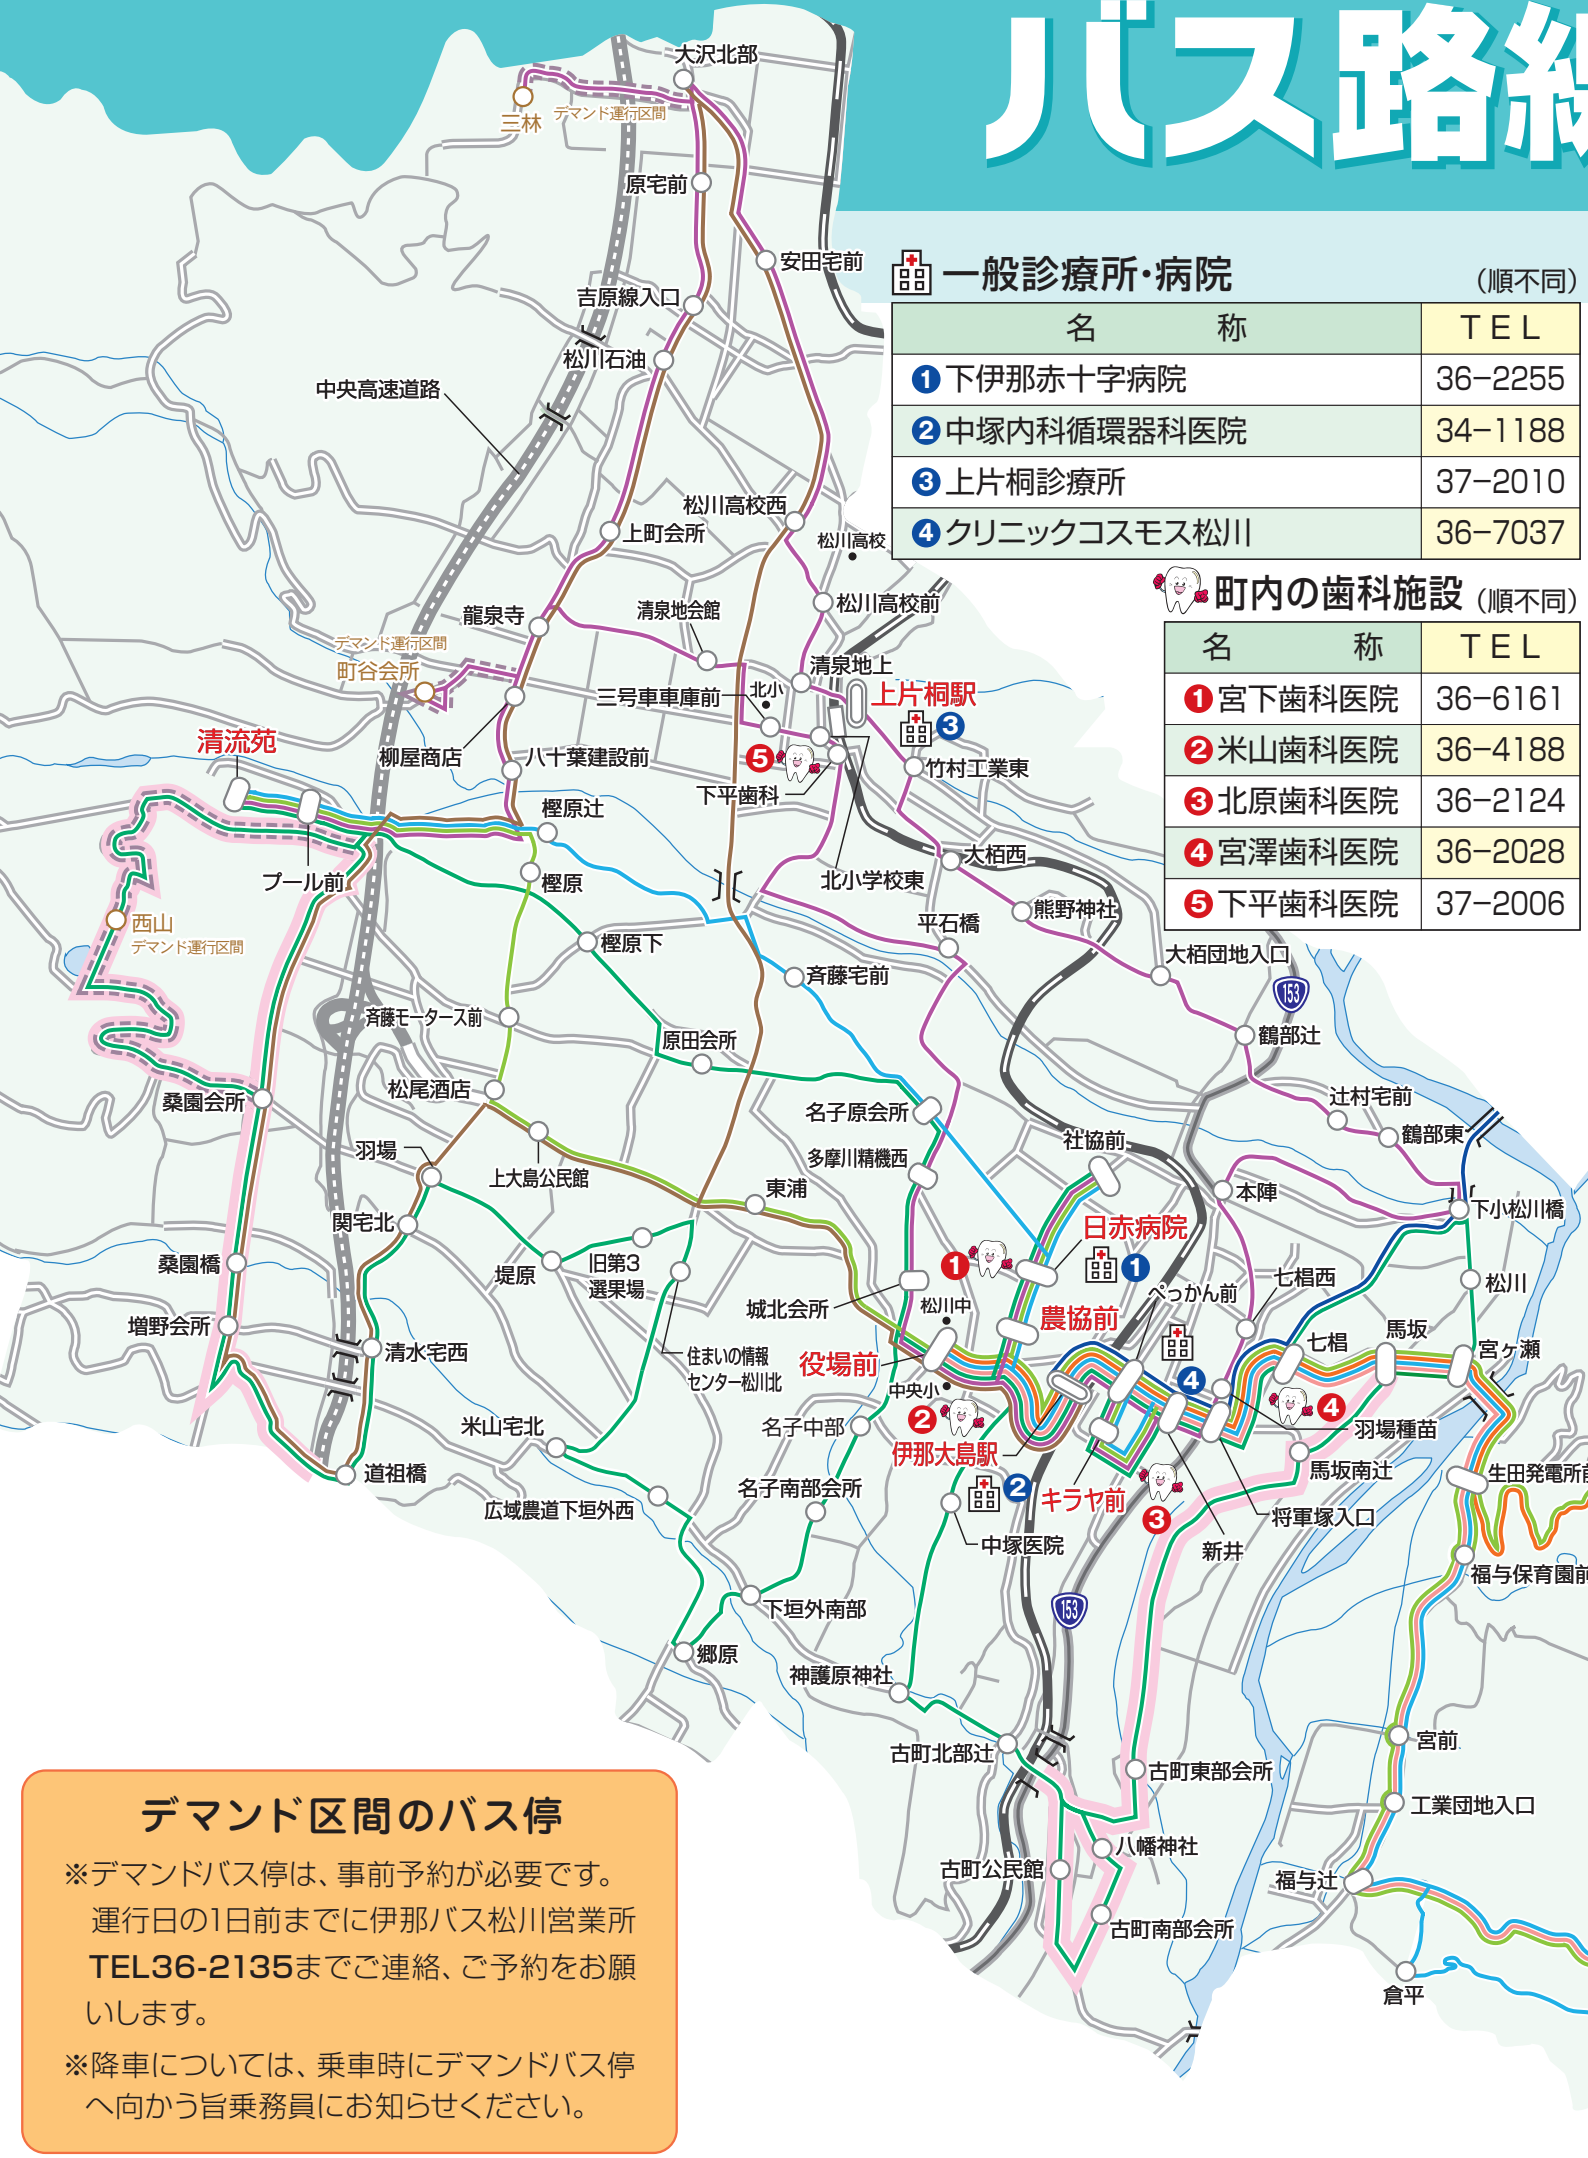 バス路線
大沢北部
三林
デマンド運行区間
原宅前
安田宅前
吉原線入口
松川石油
中央高速道路
松川高校西
上町会所
松川高校
龍泉寺
清泉地会館
松川高校前
デマンド運行区間
町谷会所
清泉地上
三号車車庫前
北小
上片桐駅
3
清流苑
柳屋商店
八十葉建設前
5
下平歯科
竹村工業東
樫原辻
大栢西
プール前
樫原
北小学校東
熊野神社
西山
デマンド運行区間
樫原下
平石橋
大栢団地入口
斉藤宅前
153
斉藤モータース前
原田会所
鶴部辻
松尾酒店
桑園会所
名子原会所
辻村宅前
鶴部東
羽場
上大島公民館
多摩川精機西
社協前
東浦
本陣
下小松川橋
関宅北
日赤病院
1
1
桑園橋
堤原
旧第3
選果場
べっかん前
七椙西
松川
城北会所
松川中
農協前
増野会所
清水宅西
住まいの情報
センター松川北
役場前
七椙
馬坂
宮ヶ瀬
中央小
4
4
2
米山宅北
名子中部
伊那大島駅
羽場種苗
道祖橋
馬坂南辻
生田発電所前
広域農道下垣外西
名子南部会所
2
キラヤ前
3
将軍塚入口
中塚医院
新井
福与保育園前
下垣外南部
153
郷原
神護原神社
古町北部辻
古町東部会所
宮前
工業団地入口
八幡神社
古町公民館
福与辻
古町南部会所
倉平
一般診療所・病院 (順不同)
名称 TEL
1 下伊那赤十字病院 36-2255
2 中塚内科循環器科医院 34-1188
3 上片桐診療所 37-2010
4 クリニックコスモス松川 36-7037
町内の歯科施設 (順不同)
名称 TEL
1 宮下歯科医院 36-6161
2 米山歯科医院 36-4188
3 北原歯科医院 36-2124
4 宮澤歯科医院 36-2028
5 下平歯科医院 37-2006
デマンド区間のバス停
※デマンドバス停は、事前予約が必要です。
運行日の1日前までに伊那バス松川営業所
TEL36-2135までご連絡、ご予約をお願
いします。
※降車については、乗車時にデマンドバス停
へ向かう旨乗務員にお知らせください。